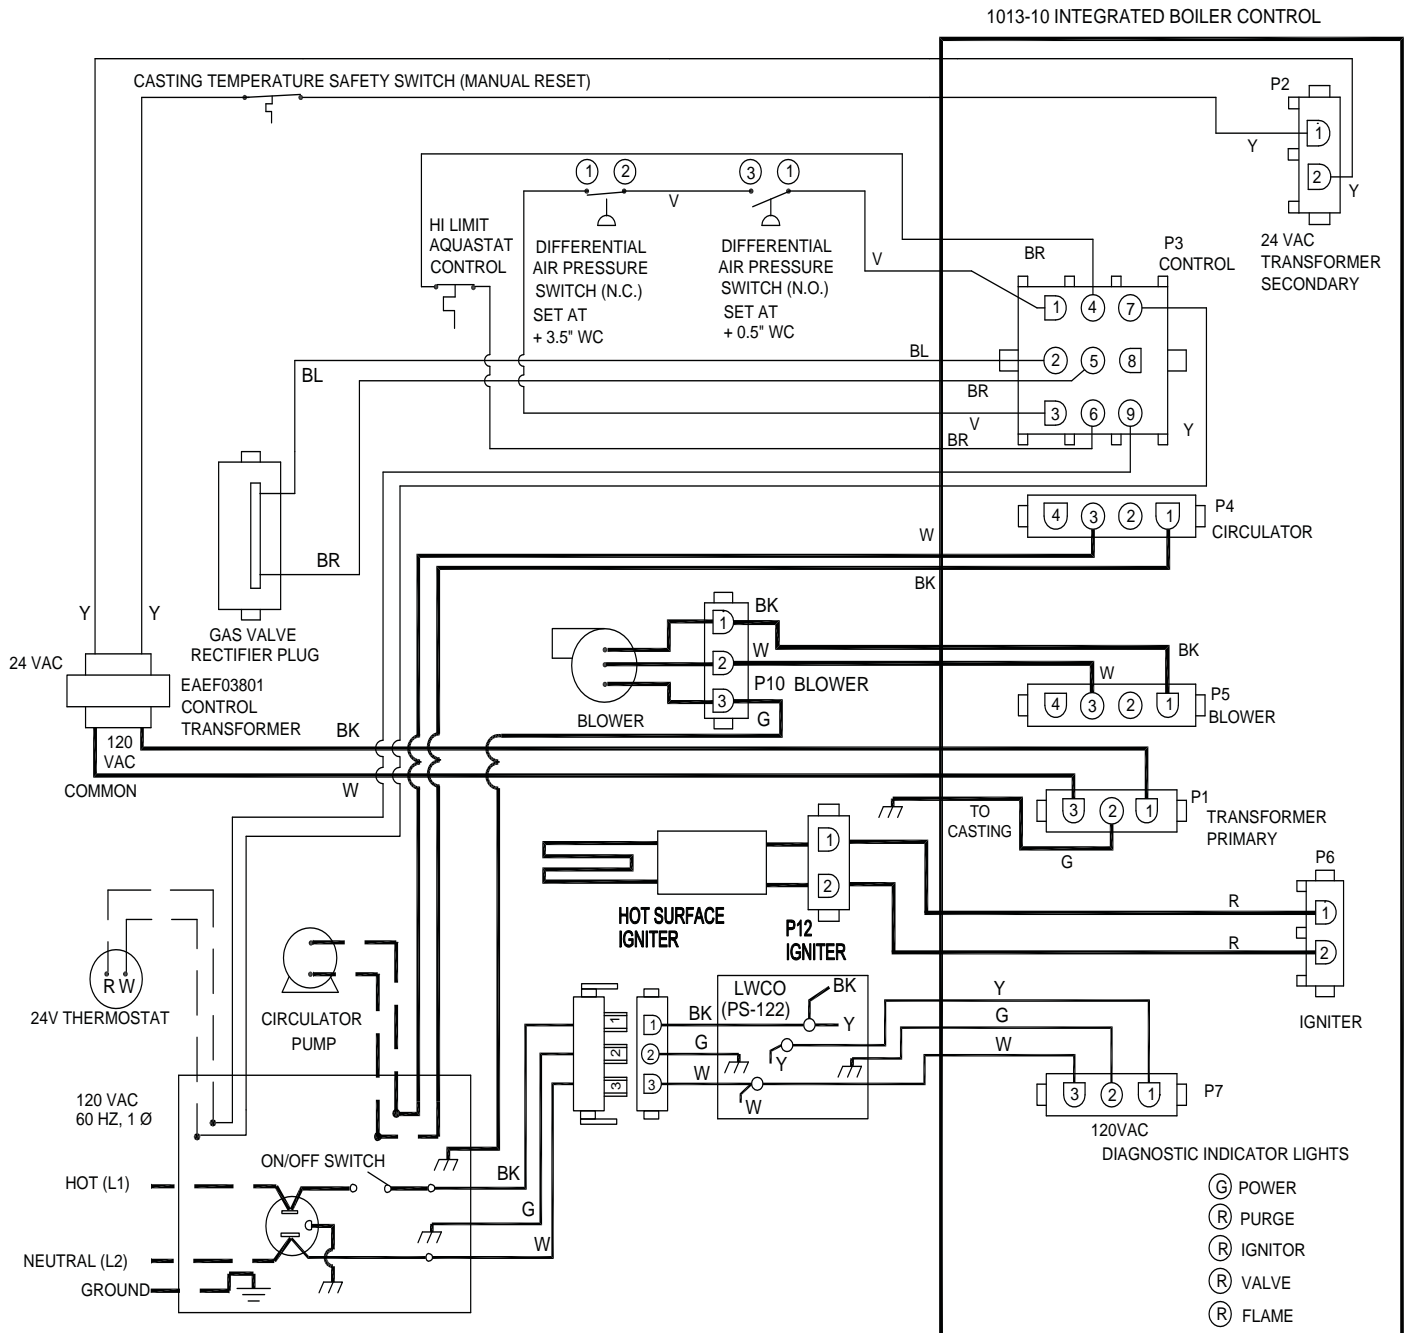 1013-10 INTEGRATED BOILER CONTROL
CASTING TEMPERATURE SAFETY SWITCH (MANUAL RESET)
P2
1
Y
2
Y
24 VAC
TRANSFORMER
SECONDARY
1 2 3 1
V
HI LIMIT
AQUASTAT
CONTROL
DIFFERENTIAL
AIR PRESSURE
SWITCH (N.C.)
SET AT
+ 3.5" WC
DIFFERENTIAL
AIR PRESSURE
SWITCH (N.O.)
SET AT
+ 0.5" WC
V
BR
P3
CONTROL
1 4 7
2 5 8
3 6 9
BL
BL
BR
V
BR
Y
GAS VALVE
RECTIFIER PLUG
BR
P4
4 3 2 1
CIRCULATOR
W
BK
Y Y
24 VAC
EAEF03801
CONTROL
TRANSFORMER
120
VAC
COMMON
BK
W
BLOWER
1
2
3
BK
W
P10 BLOWER
G
BK
W
P5
4 3 2 1
BLOWER
TO
CASTING
G
3 2 1
P1
TRANSFORMER
PRIMARY
HOT SURFACE
IGNITER
1
2
P12
IGNITER
R
R
P6
1
2
IGNITER
R W
24V THERMOSTAT
CIRCULATOR
PUMP
1
2
3
1
2
3
BK
G
W
LWCO
(PS-122)
BK
Y
Y
W
Y
G
W
3 2 1
P7
120VAC
120 VAC
60 HZ, 1 Ø
HOT (L1)
ON/OFF SWITCH
BK
G
W
NEUTRAL (L2)
GROUND
DIAGNOSTIC INDICATOR LIGHTS
G POWER
R PURGE
R IGNITOR
R VALVE
R FLAME